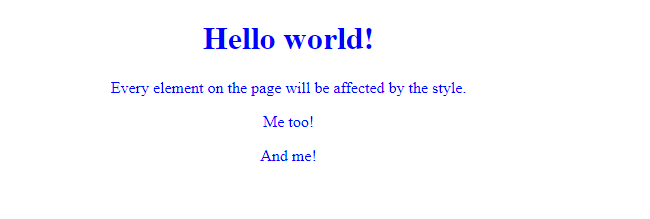 Hello world!
Every element on the page will be affected by the style.
Me too!
And me!